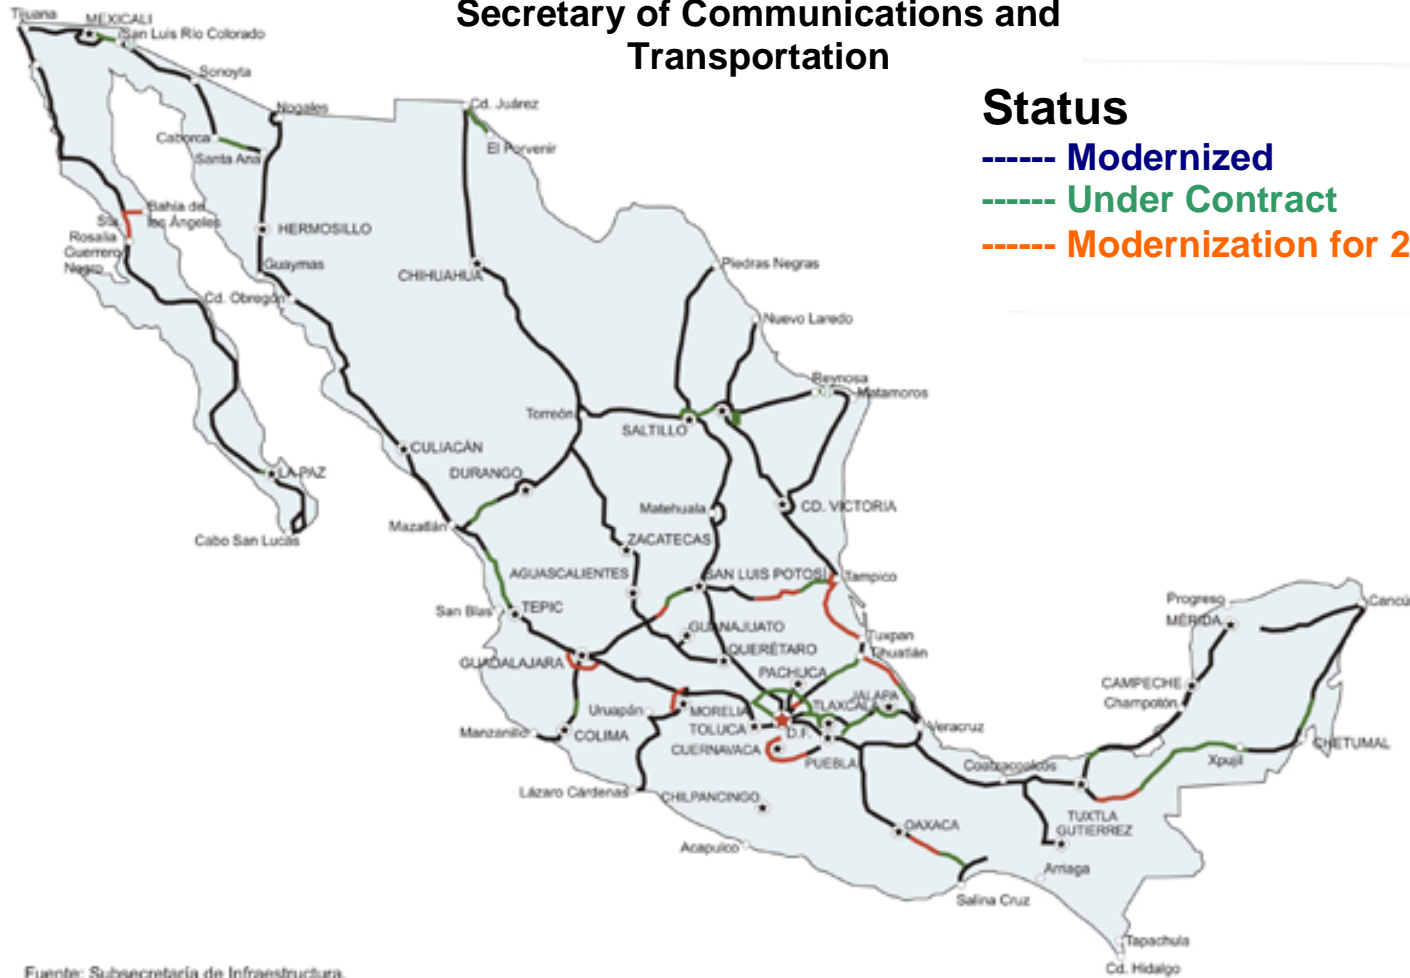 Secretary of Communications and
Transportation
Status
------ Modernized
------ Under Contract
------ Modernization for 2
Tijuana
MEXICALI
San Luis Río Colorado
Sonoyta
Nogales
Cd. Juárez
El Porvenir
Caborca
Santa Ana
Bahía de
los Ángeles
Sta.
Rosalia
Guerrero
Negro
HERMOSILLO
Guaymas
CHIHUAHUA
Piedras Negras
Cd. Obregón
Nuevo Laredo
Reynosa
Matamoros
Torreón
SALTILLO
CULIACÁN
DURANGO
LA PAZ
Matehuala
CD. VICTORIA
Mazatlán
Cabo San Lucas
ZACATECAS
AGUASCALIENTES
SAN LUIS POTOSÍ
Tampico
San Blas
TEPIC
Progreso
Cancú
MÉRIDA
GUANAJUATO
Tuxpan
QUERÉTARO
Tihuatlán
GUADALAJARA
PACHUCA
CAMPECHE
Champotón
JALAPA
TLAXCALA
Uruapán
MORELIA
TOLUCA
D.F.
Veracruz
Manzanillo
COLIMA
CUERNAVACA
PUEBLA
CHETUMAL
Xpujil
Coatzacoalcos
Lázaro Cárdenas
CHILPANCINGO
TUXTLA
GUTIERREZ
OAXACA
Acapulco
Arriaga
Salina Cruz
Tapachula
Cd. Hidalgo
Fuente: Subsecretaría de Infraestructura.